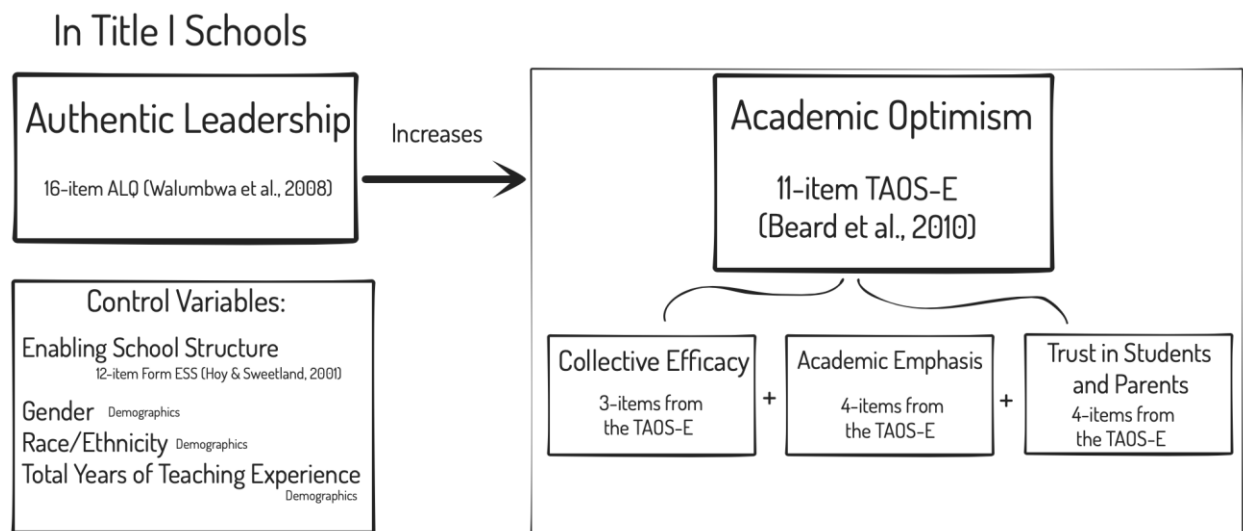 In Title I Schools
Authentic Leadership
16-item ALQ (Walumbwa et al., 2008)
Increases
Control Variables:
Enabling School Structure
12-item Form ESS (Hoy & Sweetland, 2001)
Gender Demographics
Race/Ethnicity Demographics
Total Years of Teaching Experience
Demographics
Academic Optimism
11-item TAOS-E
(Beard et al., 2010)
Collective Efficacy
3-items from
the TAOS-E
+
Academic Emphasis
4-items from
the TAOS-E
+
Trust in Students
and Parents
4-items from
the TAOS-E